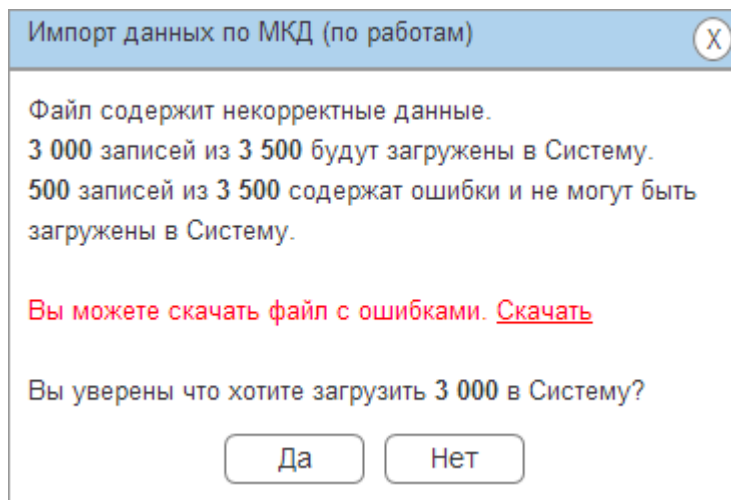 Импорт данных по МКД (по работам)
X
Файл содержит некорректные данные.
3 000 записей из 3 500 будут загружены в Систему.
500 записей из 3 500 содержат ошибки и не могут быть
загружены в Систему.
Вы можете скачать файл с ошибками. Скачать
Вы уверены что хотите загрузить 3 000 в Систему?
Да Нет